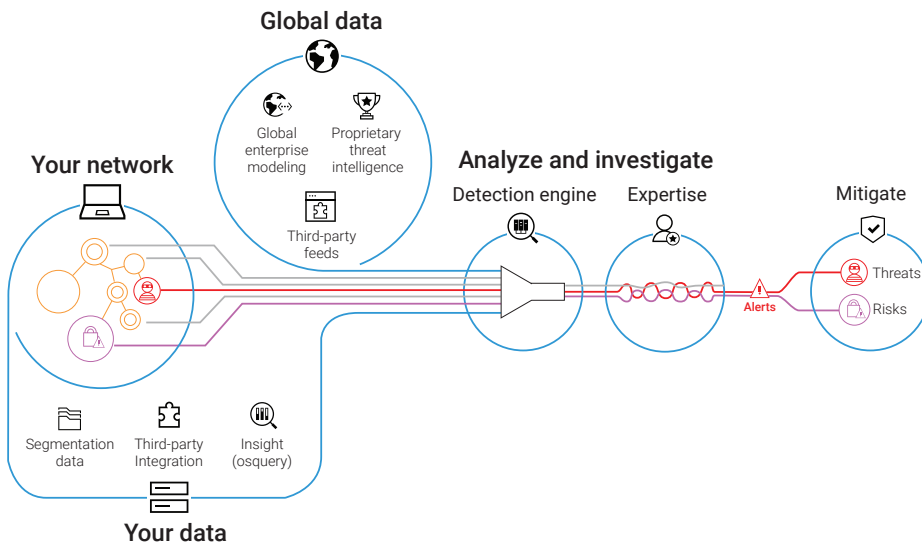 Global data
Global
enterprise
modeling
Proprietary
threat
intelligence
Third-party
feeds
Your network
Analyze and investigate
Detection engine
Expertise
Mitigate
Threats
Alerts
Risks
Segmentation
data
Third-party
Integration
Insight
(osquery)
Your data